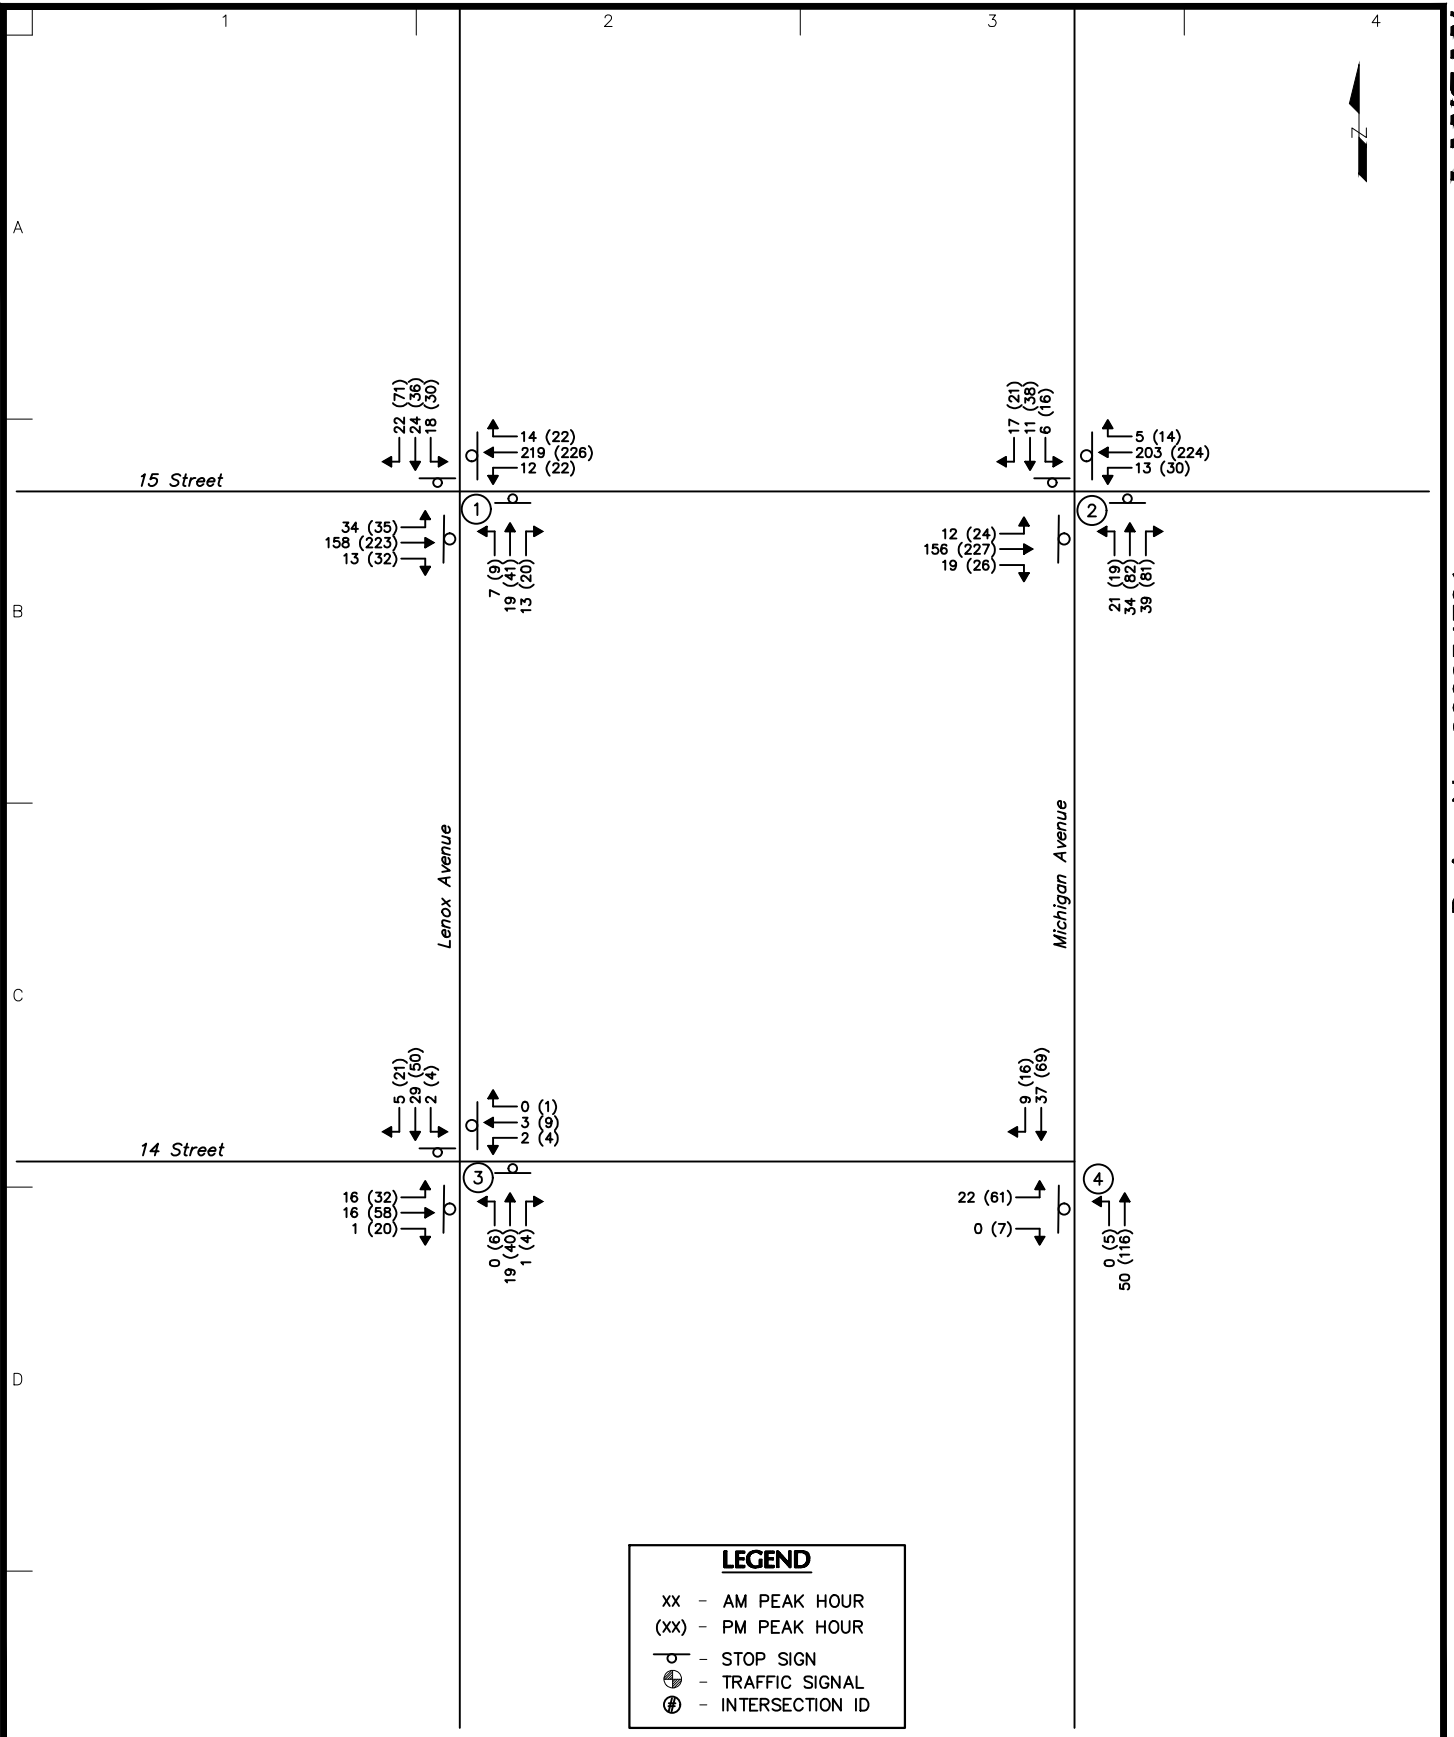 1 2 3 4
N
A
22 (71)
24 (36)
18 (30)
14 (22)
219 (226)
12 (22)
17 (21)
11 (38)
6 (16)
5 (14)
203 (224)
13 (30)
15 Street
1
2
34 (35)
158 (223)
13 (32)
7 (9)
19 (41)
13 (20)
12 (24)
156 (227)
19 (26)
21 (19)
34 (82)
39 (81)
B
Lenox Avenue
Michigan Avenue
C
5 (21)
29 (50)
2 (4)
0 (1)
3 (9)
2 (4)
9 (16)
37 (69)
14 Street
3
4
16 (32)
16 (58)
1 (20)
0 (6)
19 (40)
1 (4)
22 (61)
0 (7)
0 (5)
50 (116)
D
LEGEND
XX - AM PEAK HOUR
(XX) - PM PEAK HOUR
- STOP SIGN
- TRAFFIC SIGNAL
# - INTERSECTION ID